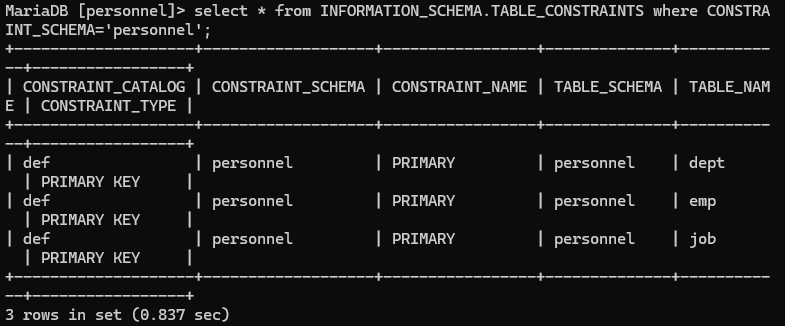 MariaDB [personnel]> select * from INFORMATION_SCHEMA.TABLE_CONSTRAINTS where CONSTRA
INT_SCHEMA='personnel';
+--------------------+-------------------+-----------------+--------------+----------
--+-----------------+
| CONSTRAINT_CATALOG | CONSTRAINT_SCHEMA | CONSTRAINT_NAME | TABLE_SCHEMA | TABLE_NAM
E | CONSTRAINT_TYPE |
+--------------------+-------------------+-----------------+--------------+----------
--+-----------------+
| def                | personnel         | PRIMARY         | personnel    | dept
  | PRIMARY KEY     |
| def                | personnel         | PRIMARY         | personnel    | emp
  | PRIMARY KEY     |
| def                | personnel         | PRIMARY         | personnel    | job
  | PRIMARY KEY     |
+--------------------+-------------------+-----------------+--------------+----------
--+-----------------+
3 rows in set (0.837 sec)